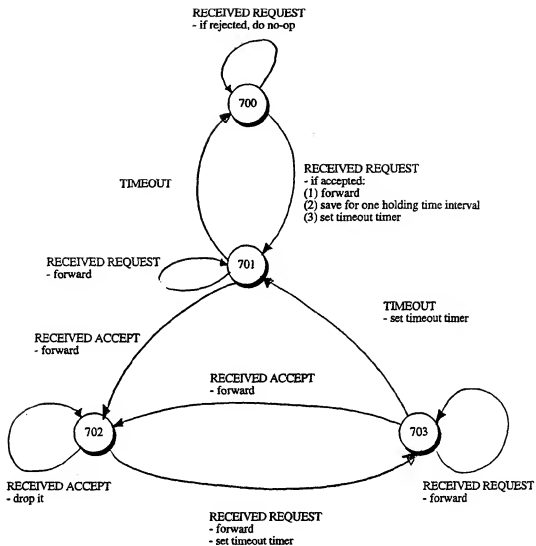 RECEIVED REQUEST
- if rejected, do no-op
700
TIMEOUT
RECEIVED REQUEST
- if accepted:
(1) forward
(2) save for one holding time interval
(3) set timeout timer
RECEIVED REQUEST
- forward
701
TIMEOUT
- set timeout timer
RECEIVED ACCEPT
- forward
RECEIVED ACCEPT
- forward
702
703
RECEIVED ACCEPT
- drop it
RECEIVED REQUEST
- forward
RECEIVED REQUEST
- forward
- set timeout timer